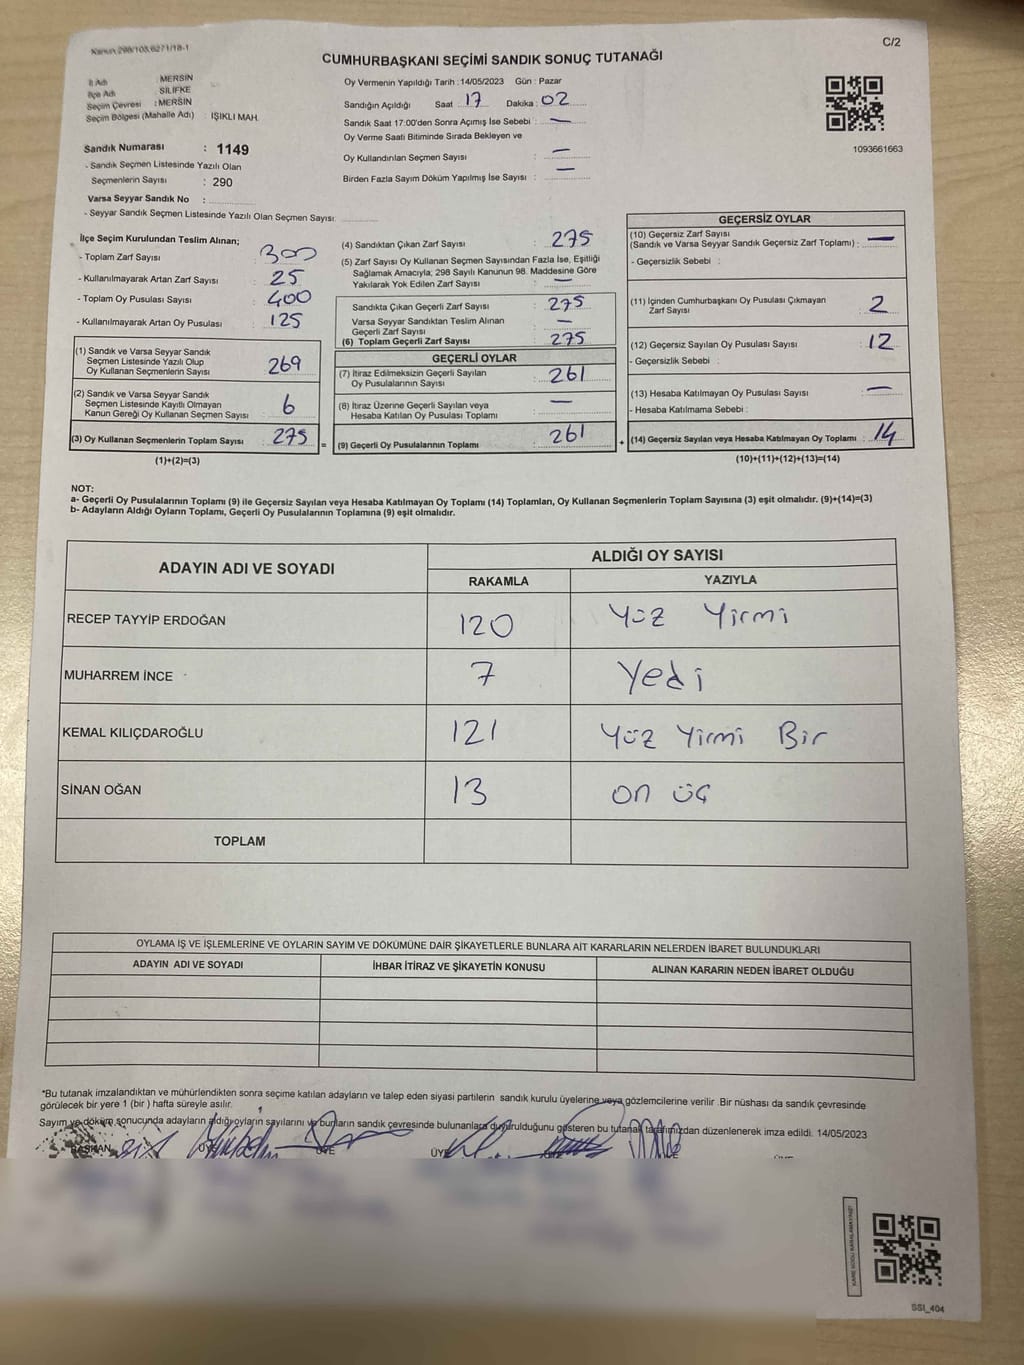 Kanun:298/103,6271/18-1
C/2
CUMHURBAŞKANI SEÇİMİ SANDIK SONUÇ TUTANAĞI
İl Adı : MERSİN
İlçe Adı : SİLİFKE
Seçim Çevresi : MERSİN
Seçim Bölgesi (Mahalle Adı) : IŞIKLI MAH.
Sandık Numarası : 1149
- Sandık Seçmen Listesinde Yazılı Olan
Seçmenlerin Sayısı : 290
Varsa Seyyar Sandık No :
- Seyyar Sandık Seçmen Listesinde Yazılı Olan Seçmen Sayısı:
Oy Vermenin Yapıldığı Tarih : 14/05/2023 Gün : Pazar
Sandığın Açıldığı Saat 17 Dakika : 02
Sandık Saat 17:00'den Sonra Açımış İse Sebebi : —
Oy Verme Saati Bitiminde Sırada Bekleyen ve
Oy Kullandırılan Seçmen Sayısı : —
Birden Fazla Sayım Döküm Yapılmış İse Sayısı : —
1093661663
İlçe Seçim Kurulundan Teslim Alınan;
- Toplam Zarf Sayısı : 300
- Kullanılmayarak Artan Zarf Sayısı : 25
- Toplam Oy Pusulası Sayısı : 400
- Kullanılmayarak Artan Oy Pusulası : 125
(1) Sandık ve Varsa Seyyar Sandık
Seçmen Listesinde Yazılı Olup
Oy Kullanan Seçmenlerin Sayısı : 269
(2) Sandık ve Varsa Seyyar Sandık
Seçmen Listesinde Kayıtlı Olmayan
Kanun Gereği Oy Kullanan Seçmen Sayısı : 6
(3) Oy Kullanan Seçmenlerin Toplam Sayısı : 275
(1)+(2)=(3)
(4) Sandıktan Çıkan Zarf Sayısı : 275
(5) Zarf Sayısı Oy Kullanan Seçmen Sayısından Fazla İse, Eşitliği
Sağlamak Amacıyla; 298 Sayılı Kanunun 98. Maddesine Göre
Yakılarak Yok Edilen Zarf Sayısı : —
Sandıkta Çıkan Geçerli Zarf Sayısı : 275
Varsa Seyyar Sandıktan Teslim Alınan
Geçerli Zarf Sayısı : —
(6) Toplam Geçerli Zarf Sayısı : 275
GEÇERLİ OYLAR
(7) İtiraz Edilmeksizin Geçerli Sayılan
Oy Pusulalarının Sayısı : 261
(8) İtiraz Üzerine Geçerli Sayılan veya
Hesaba Katılan Oy Pusulası Toplamı : —
= (9) Geçerli Oy Pusulalarının Toplamı : 261
GEÇERSİZ OYLAR
(10) Geçersiz Zarf Sayısı
(Sandık ve Varsa Seyyar Sandık Geçersiz Zarf Toplamı) : —
- Geçersizlik Sebebi :
(11) İçinden Cumhurbaşkanı Oy Pusulası Çıkmayan
Zarf Sayısı : 2
(12) Geçersiz Sayılan Oy Pusulası Sayısı : 12
- Geçersizlik Sebebi :
(13) Hesaba Katılmayan Oy Pusulası Sayısı : —
- Hesaba Katılmama Sebebi :
+ (14) Geçersiz Sayılan veya Hesaba Katılmayan Oy Toplamı : 14
(10)+(11)+(12)+(13)=(14)
NOT:
a- Geçerli Oy Pusulalarının Toplamı (9) ile Geçersiz Sayılan veya Hesaba Katılmayan Oy Toplamı (14) Toplamları, Oy Kullanan Seçmenlerin Toplam Sayısına (3) eşit olmalıdır. (9)+(14)=(3)
b- Adayların Aldığı Oyların Toplamı, Geçerli Oy Pusulalarının Toplamına (9) eşit olmalıdır.
ADAYIN ADI VE SOYADI ALDIĞI OY SAYISI
RAKAMLA YAZIYLA
RECEP TAYYİP ERDOĞAN 120 Yüz Yirmi
MUHARREM İNCE 7 Yedi
KEMAL KILIÇDAROĞLU 121 Yüz Yirmi Bir
SİNAN OĞAN 13 on üç
TOPLAM
OYLAMA İŞ VE İŞLEMLERİNE VE OYLARIN SAYIM VE DÖKÜMÜNE DAİR ŞİKAYETLERLE BUNLARA AİT KARARLARIN NELERDEN İBARET BULUNDUKLARI
ADAYIN ADI VE SOYADI İHBAR İTİRAZ VE ŞİKAYETİN KONUSU ALINAN KARARIN NEDEN İBARET OLDUĞU
*Bu tutanak imzalandıktan ve mühürlendikten sonra seçime katılan adayların ve talep eden siyasi partilerin sandık kurulu üyelerine veya gözlemcilerine verilir .Bir nüshası da sandık çevresinde
görülecek bir yere 1 (bir ) hafta süreyle asılır.
Sayım ve döküm sonucunda adayların aldığı oyların sayılarını ve bunların sandık çevresinde bulunanlara duyurulduğunu gösteren bu tutanak tarafımızdan düzenlenerek imza edildi. 14/05/2023
BAŞKAN ÜYE ÜYE ÜYE
SSI_404